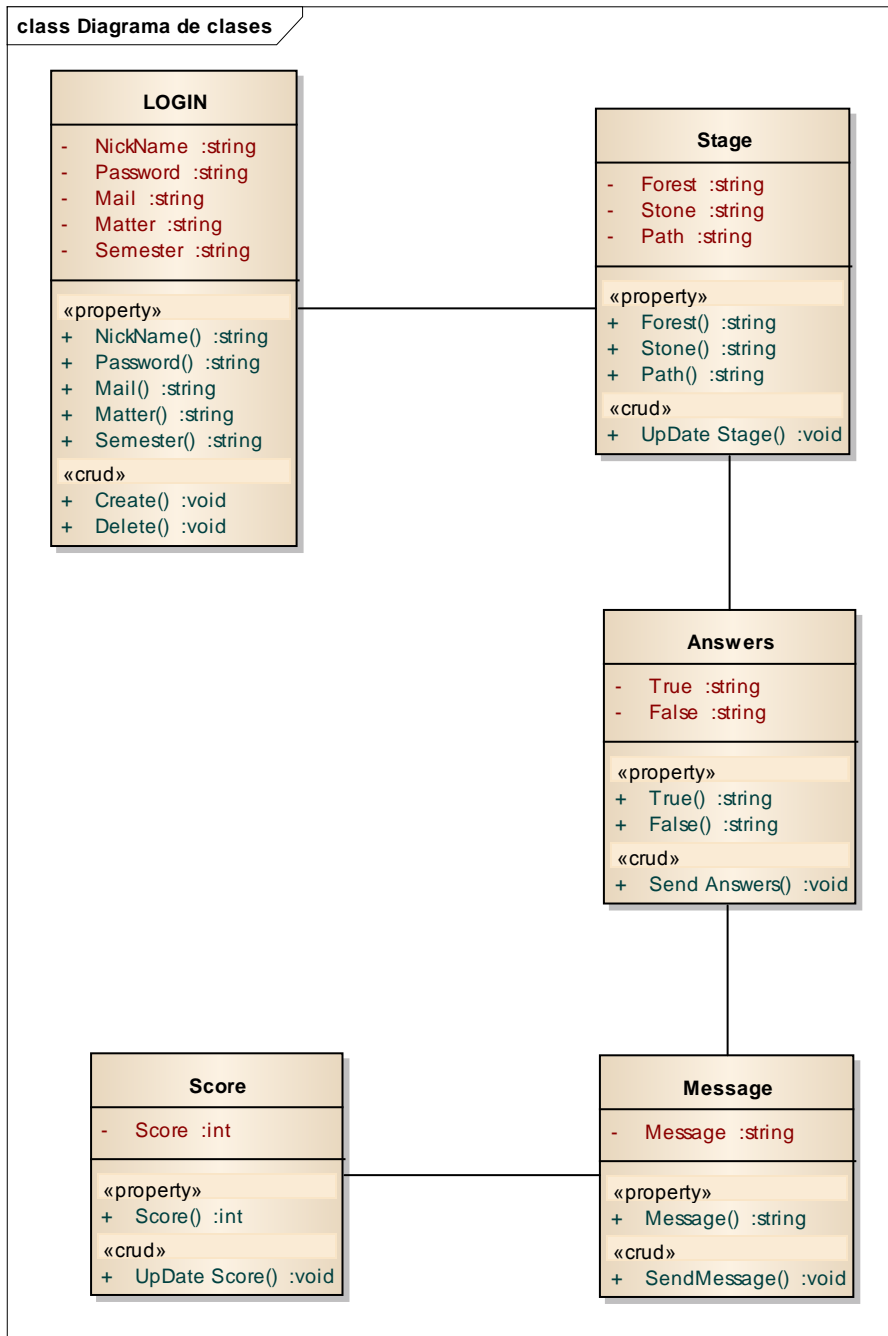 class Diagrama de clases
LOGIN
- NickName :string
- Password :string
- Mail :string
- Matter :string
- Semester :string
«property»
+ NickName() :string
+ Password() :string
+ Mail() :string
+ Matter() :string
+ Semester() :string
«crud»
+ Create() :void
+ Delete() :void
Stage
- Forest :string
- Stone :string
- Path :string
«property»
+ Forest() :string
+ Stone() :string
+ Path() :string
«crud»
+ UpDate Stage() :void
Answers
- True :string
- False :string
«property»
+ True() :string
+ False() :string
«crud»
+ Send Answers() :void
Score
- Score :int
«property»
+ Score() :int
«crud»
+ UpDate Score() :void
Message
- Message :string
«property»
+ Message() :string
«crud»
+ SendMessage() :void